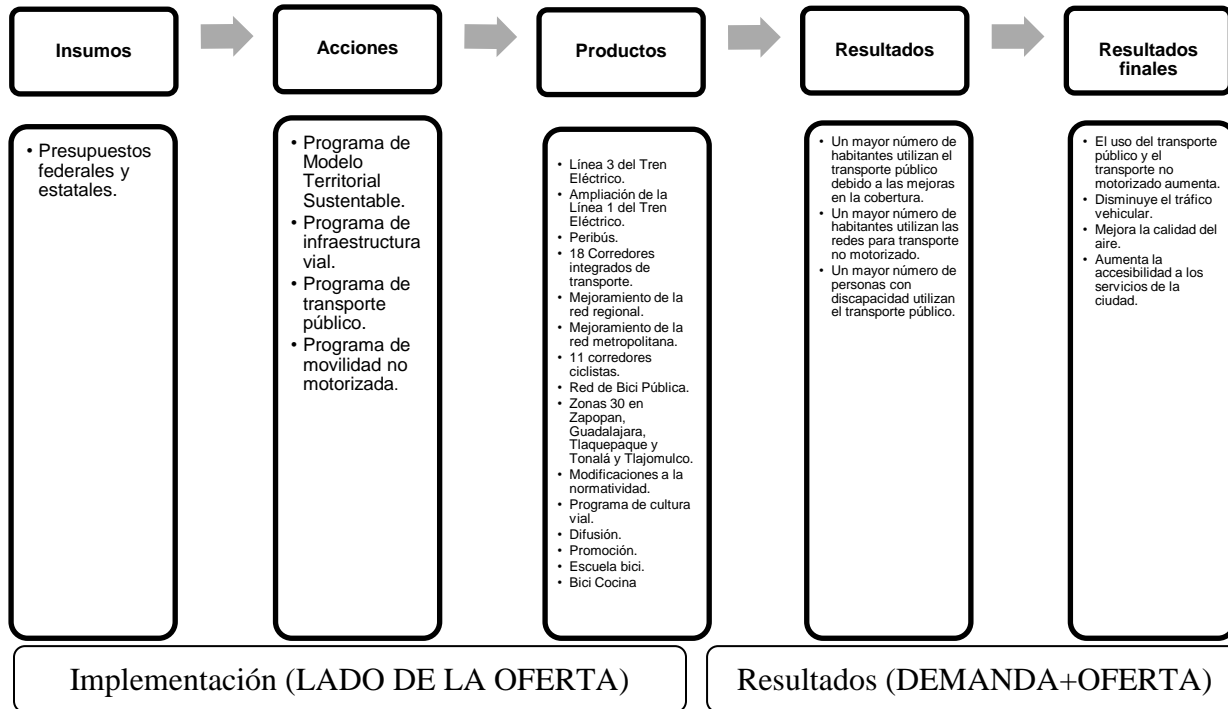 Insumos
Acciones
Productos
Resultados
Resultados
finales
• Presupuestos
federales y
estatales.
• Programa de
Modelo
Territorial
Sustentable.
• Programa de
infraestructura
vial.
• Programa de
transporte
público.
• Programa de
movilidad no
motorizada.
• Línea 3 del Tren
Eléctrico.
• Ampliación de la
Línea 1 del Tren
Eléctrico.
• Peribús.
• 18 Corredores
integrados de
transporte.
• Mejoramiento de la
red regional.
• Mejoramiento de la
red metropolitana.
• 11 corredores
ciclistas.
• Red de Bici Pública.
• Zonas 30 en
Zapopan,
Guadalajara,
Tlaquepaque y
Tonalá y Tlajomulco.
• Modificaciones a la
normatividad.
• Programa de cultura
vial.
• Difusión.
• Promoción.
• Escuela bici.
• Bici Cocina
• Un mayor número de
habitantes utilizan el
transporte público
debido a las mejoras
en la cobertura.
• Un mayor número de
habitantes utilizan las
redes para transporte
no motorizado.
• Un mayor número de
personas con
discapacidad utilizan
el transporte público.
• El uso del transporte
público y el
transporte no
motorizado aumenta.
• Disminuye el tráfico
vehicular.
• Mejora la calidad del
aire.
• Aumenta la
accesibilidad a los
servicios de la
ciudad.
Implementación (LADO DE LA OFERTA)
Resultados (DEMANDA+OFERTA)